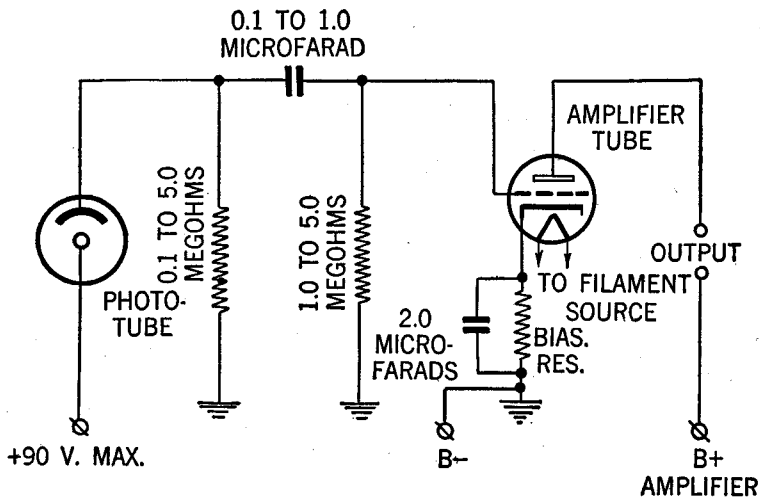 0.1 TO 1.0
MICROFARAD
AMPLIFIER
TUBE
0.1 TO 5.0
MEGOHMS
1.0 TO 5.0
MEGOHMS
PHOTO-
TUBE
OUTPUT
TO FILAMENT
SOURCE
2.0
MICRO-
FARADS
BIAS.
RES.
+90 V. MAX.
B-
B+
AMPLIFIER